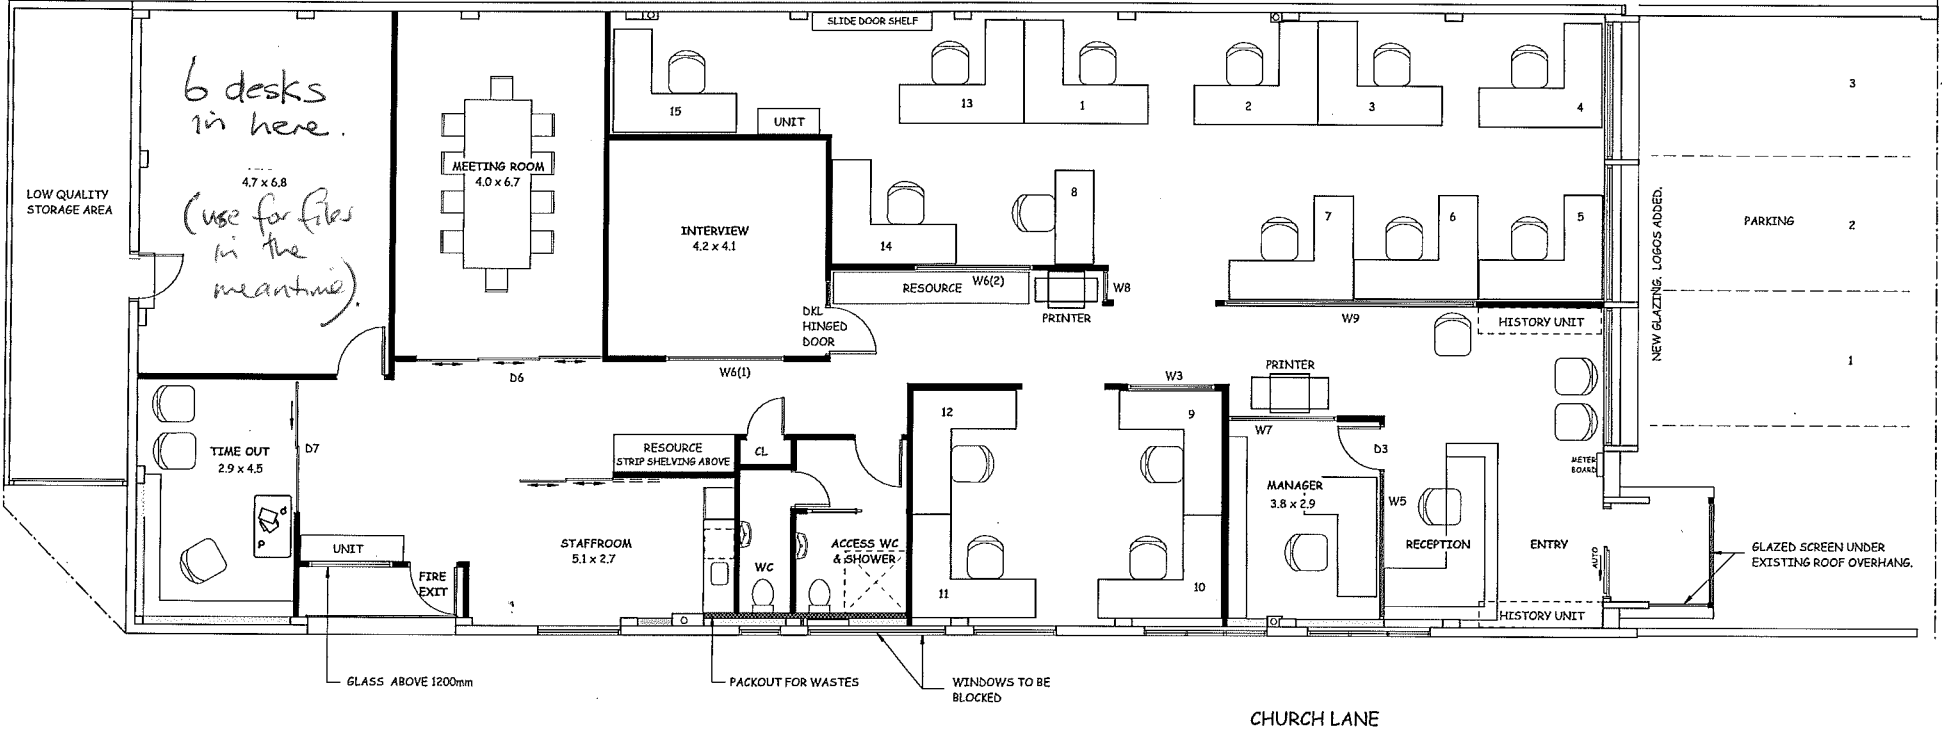 SLIDE DOOR SHELF
6 desks
in here.
4.7 x 6.8
(use for files
in the
meantime).
LOW QUALITY
STORAGE AREA
MEETING ROOM
4.0 x 6.7
15
UNIT
13
1
2
3
4
INTERVIEW
4.2 x 4.1
14
8
7
6
5
RESOURCE
W6(2)
PRINTER
W8
DKL
HINGED
DOOR
W9
HISTORY UNIT
NEW GLAZING. LOGOS ADDED.
PARKING
3
2
1
D6
W6(1)
W3
PRINTER
TIME OUT
2.9 x 4.5
D7
RESOURCE
STRIP SHELVING ABOVE
CL
12
9
W7
D3
METER
BOARD
MANAGER
3.8 x 2.9
W5
UNIT
FIRE
EXIT
STAFFROOM
5.1 x 2.7
WC
ACCESS WC
& SHOWER
11
10
RECEPTION
ENTRY
AUTO
HISTORY UNIT
GLAZED SCREEN UNDER
EXISTING ROOF OVERHANG.
GLASS ABOVE 1200mm
PACKOUT FOR WASTES
WINDOWS TO BE
BLOCKED
CHURCH LANE